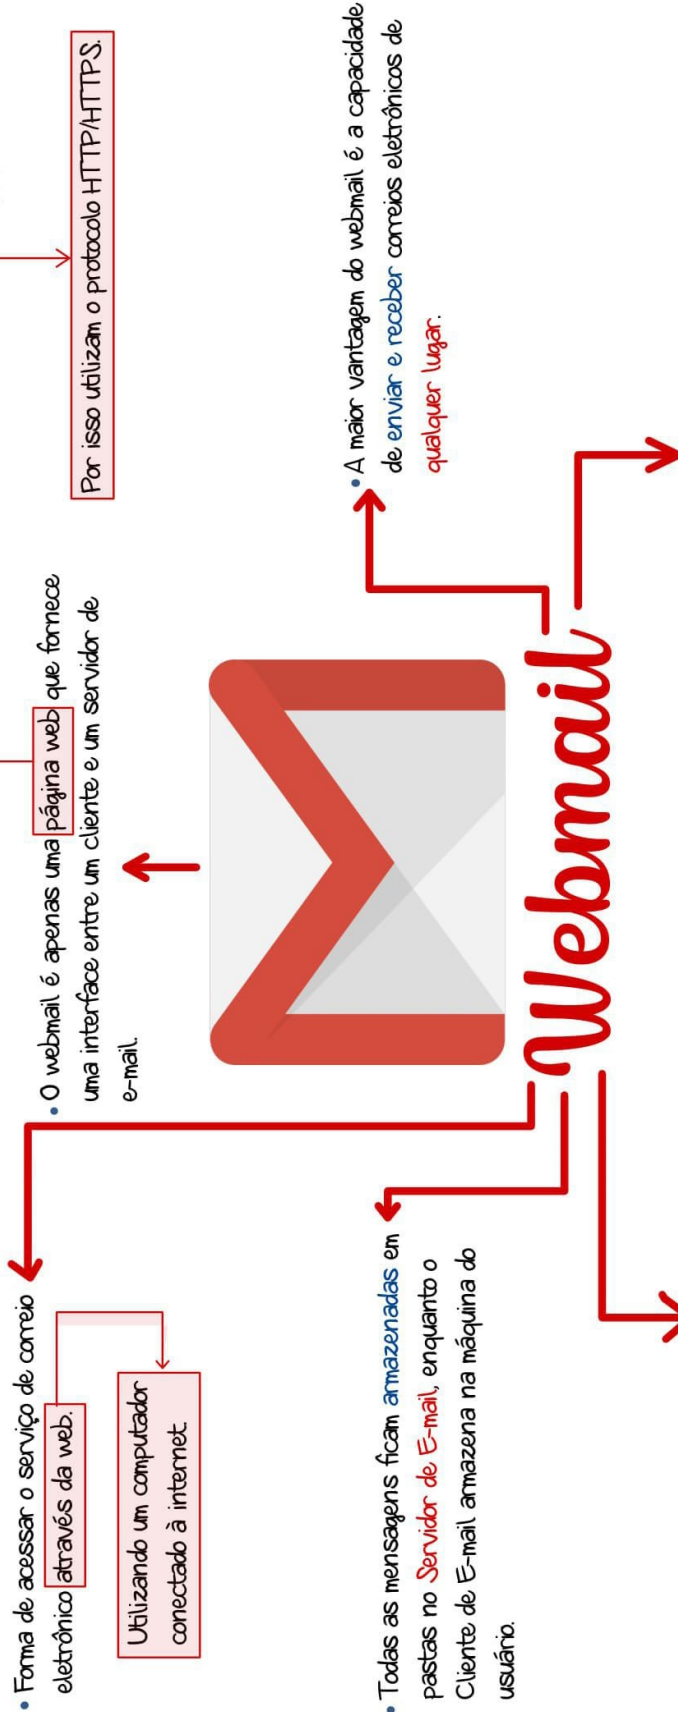 • Forma de acessar o serviço de correio
eletrônico através da web.
Utilizando um computador
conectado à internet.
• O webmail é apenas uma página web que fornece
uma interface entre um cliente e um servidor de
e-mail.
Por isso utilizam o protocolo HTTP/HTTPS.
• Todas as mensagens ficam armazenadas em
pastas no Servidor de E-mail, enquanto o
Cliente de E-mail armazena na máquina do
usuário.
• A maior vantagem do webmail é a capacidade
de enviar e receber correios eletrônicos de
qualquer lugar.
Webmail